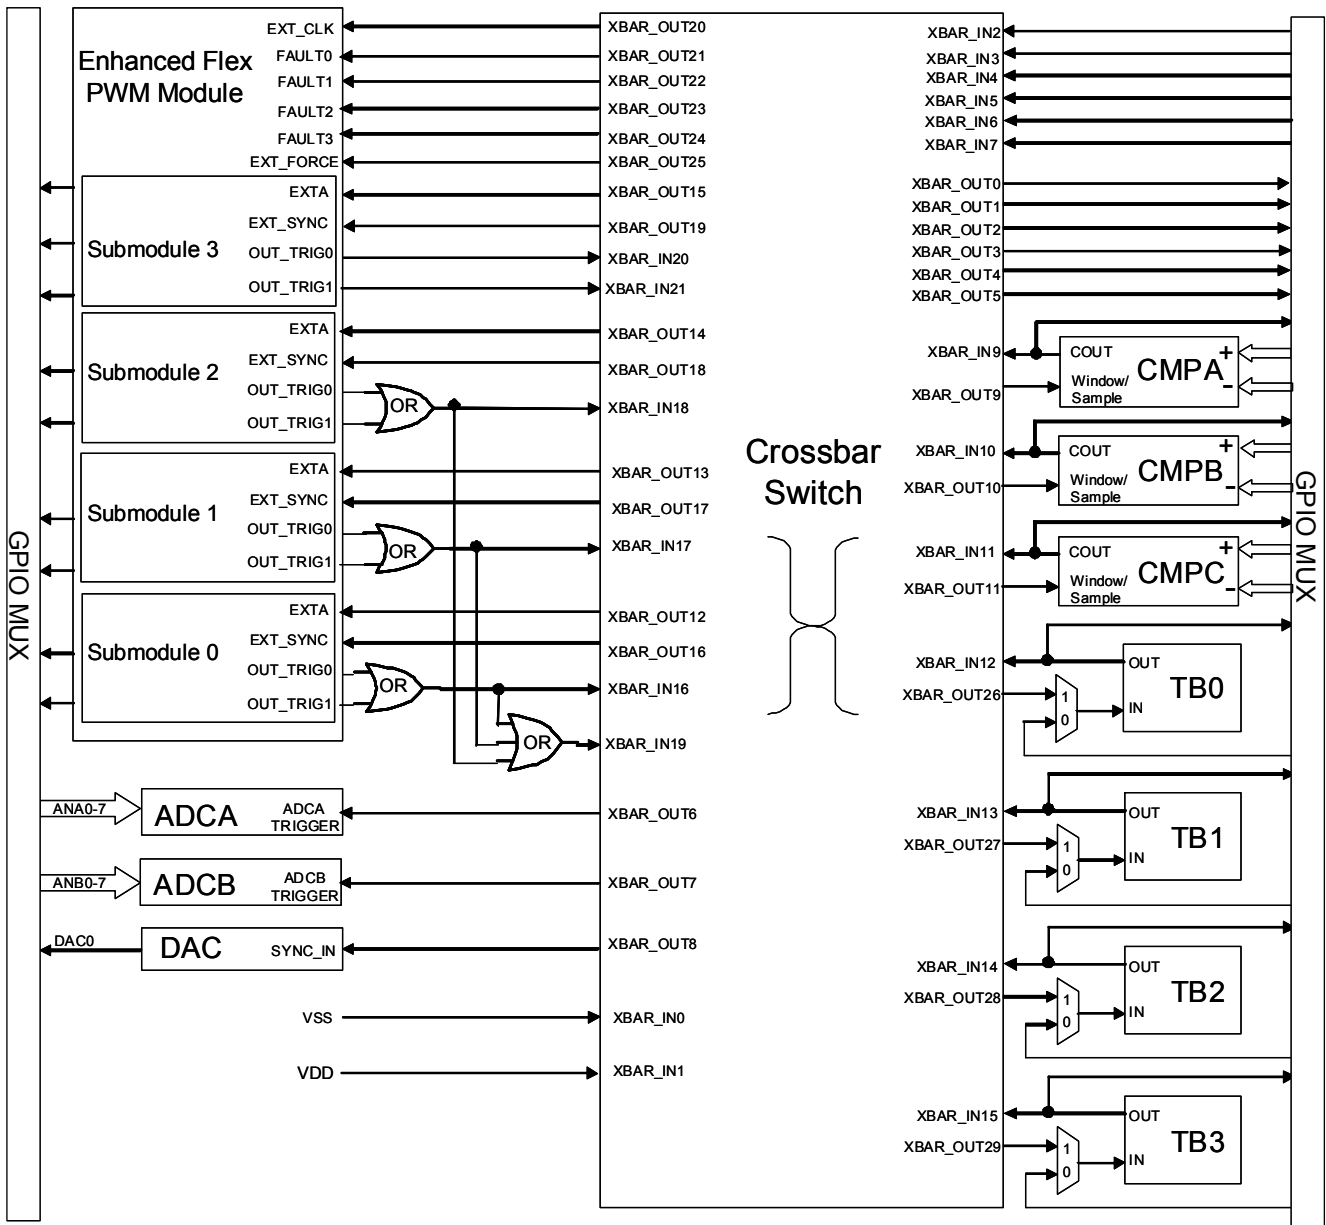 GPIO MUX
Enhanced Flex
PWM Module
EXT_CLK
FAULT0
FAULT1
FAULT2
FAULT3
EXT_FORCE
Submodule 3
EXTA
EXT_SYNC
OUT_TRIG0
OUT_TRIG1
Submodule 2
EXTA
EXT_SYNC
OUT_TRIG0
OUT_TRIG1
OR
Submodule 1
EXTA
EXT_SYNC
OUT_TRIG0
OUT_TRIG1
OR
Submodule 0
EXTA
EXT_SYNC
OUT_TRIG0
OUT_TRIG1
OR
OR
ANA0-7
ADCA
ADCA
TRIGGER
ANB0-7
ADCB
ADCB
TRIGGER
DAC0
DAC
SYNC_IN
VSS
VDD
XBAR_OUT20
XBAR_OUT21
XBAR_OUT22
XBAR_OUT23
XBAR_OUT24
XBAR_OUT25
XBAR_OUT15
XBAR_OUT19
XBAR_IN20
XBAR_IN21
XBAR_OUT14
XBAR_OUT18
XBAR_IN18
XBAR_OUT13
XBAR_OUT17
XBAR_IN17
XBAR_OUT12
XBAR_OUT16
XBAR_IN16
XBAR_IN19
XBAR_OUT6
XBAR_OUT7
XBAR_OUT8
XBAR_IN0
XBAR_IN1
Crossbar
Switch
XBAR_IN2
XBAR_IN3
XBAR_IN4
XBAR_IN5
XBAR_IN6
XBAR_IN7
XBAR_OUT0
XBAR_OUT1
XBAR_OUT2
XBAR_OUT3
XBAR_OUT4
XBAR_OUT5
XBAR_IN9
XBAR_OUT9
XBAR_IN10
XBAR_OUT10
XBAR_IN11
XBAR_OUT11
XBAR_IN12
XBAR_OUT26
XBAR_IN13
XBAR_OUT27
XBAR_IN14
XBAR_OUT28
XBAR_IN15
XBAR_OUT29
COUT
CMPA
+
-
Window/
Sample
COUT
CMPB
+
-
Window/
Sample
COUT
CMPC
+
-
Window/
Sample
OUT
TB0
1
0
IN
OUT
TB1
1
0
IN
OUT
TB2
1
0
IN
OUT
TB3
1
0
IN
GPIO MUX